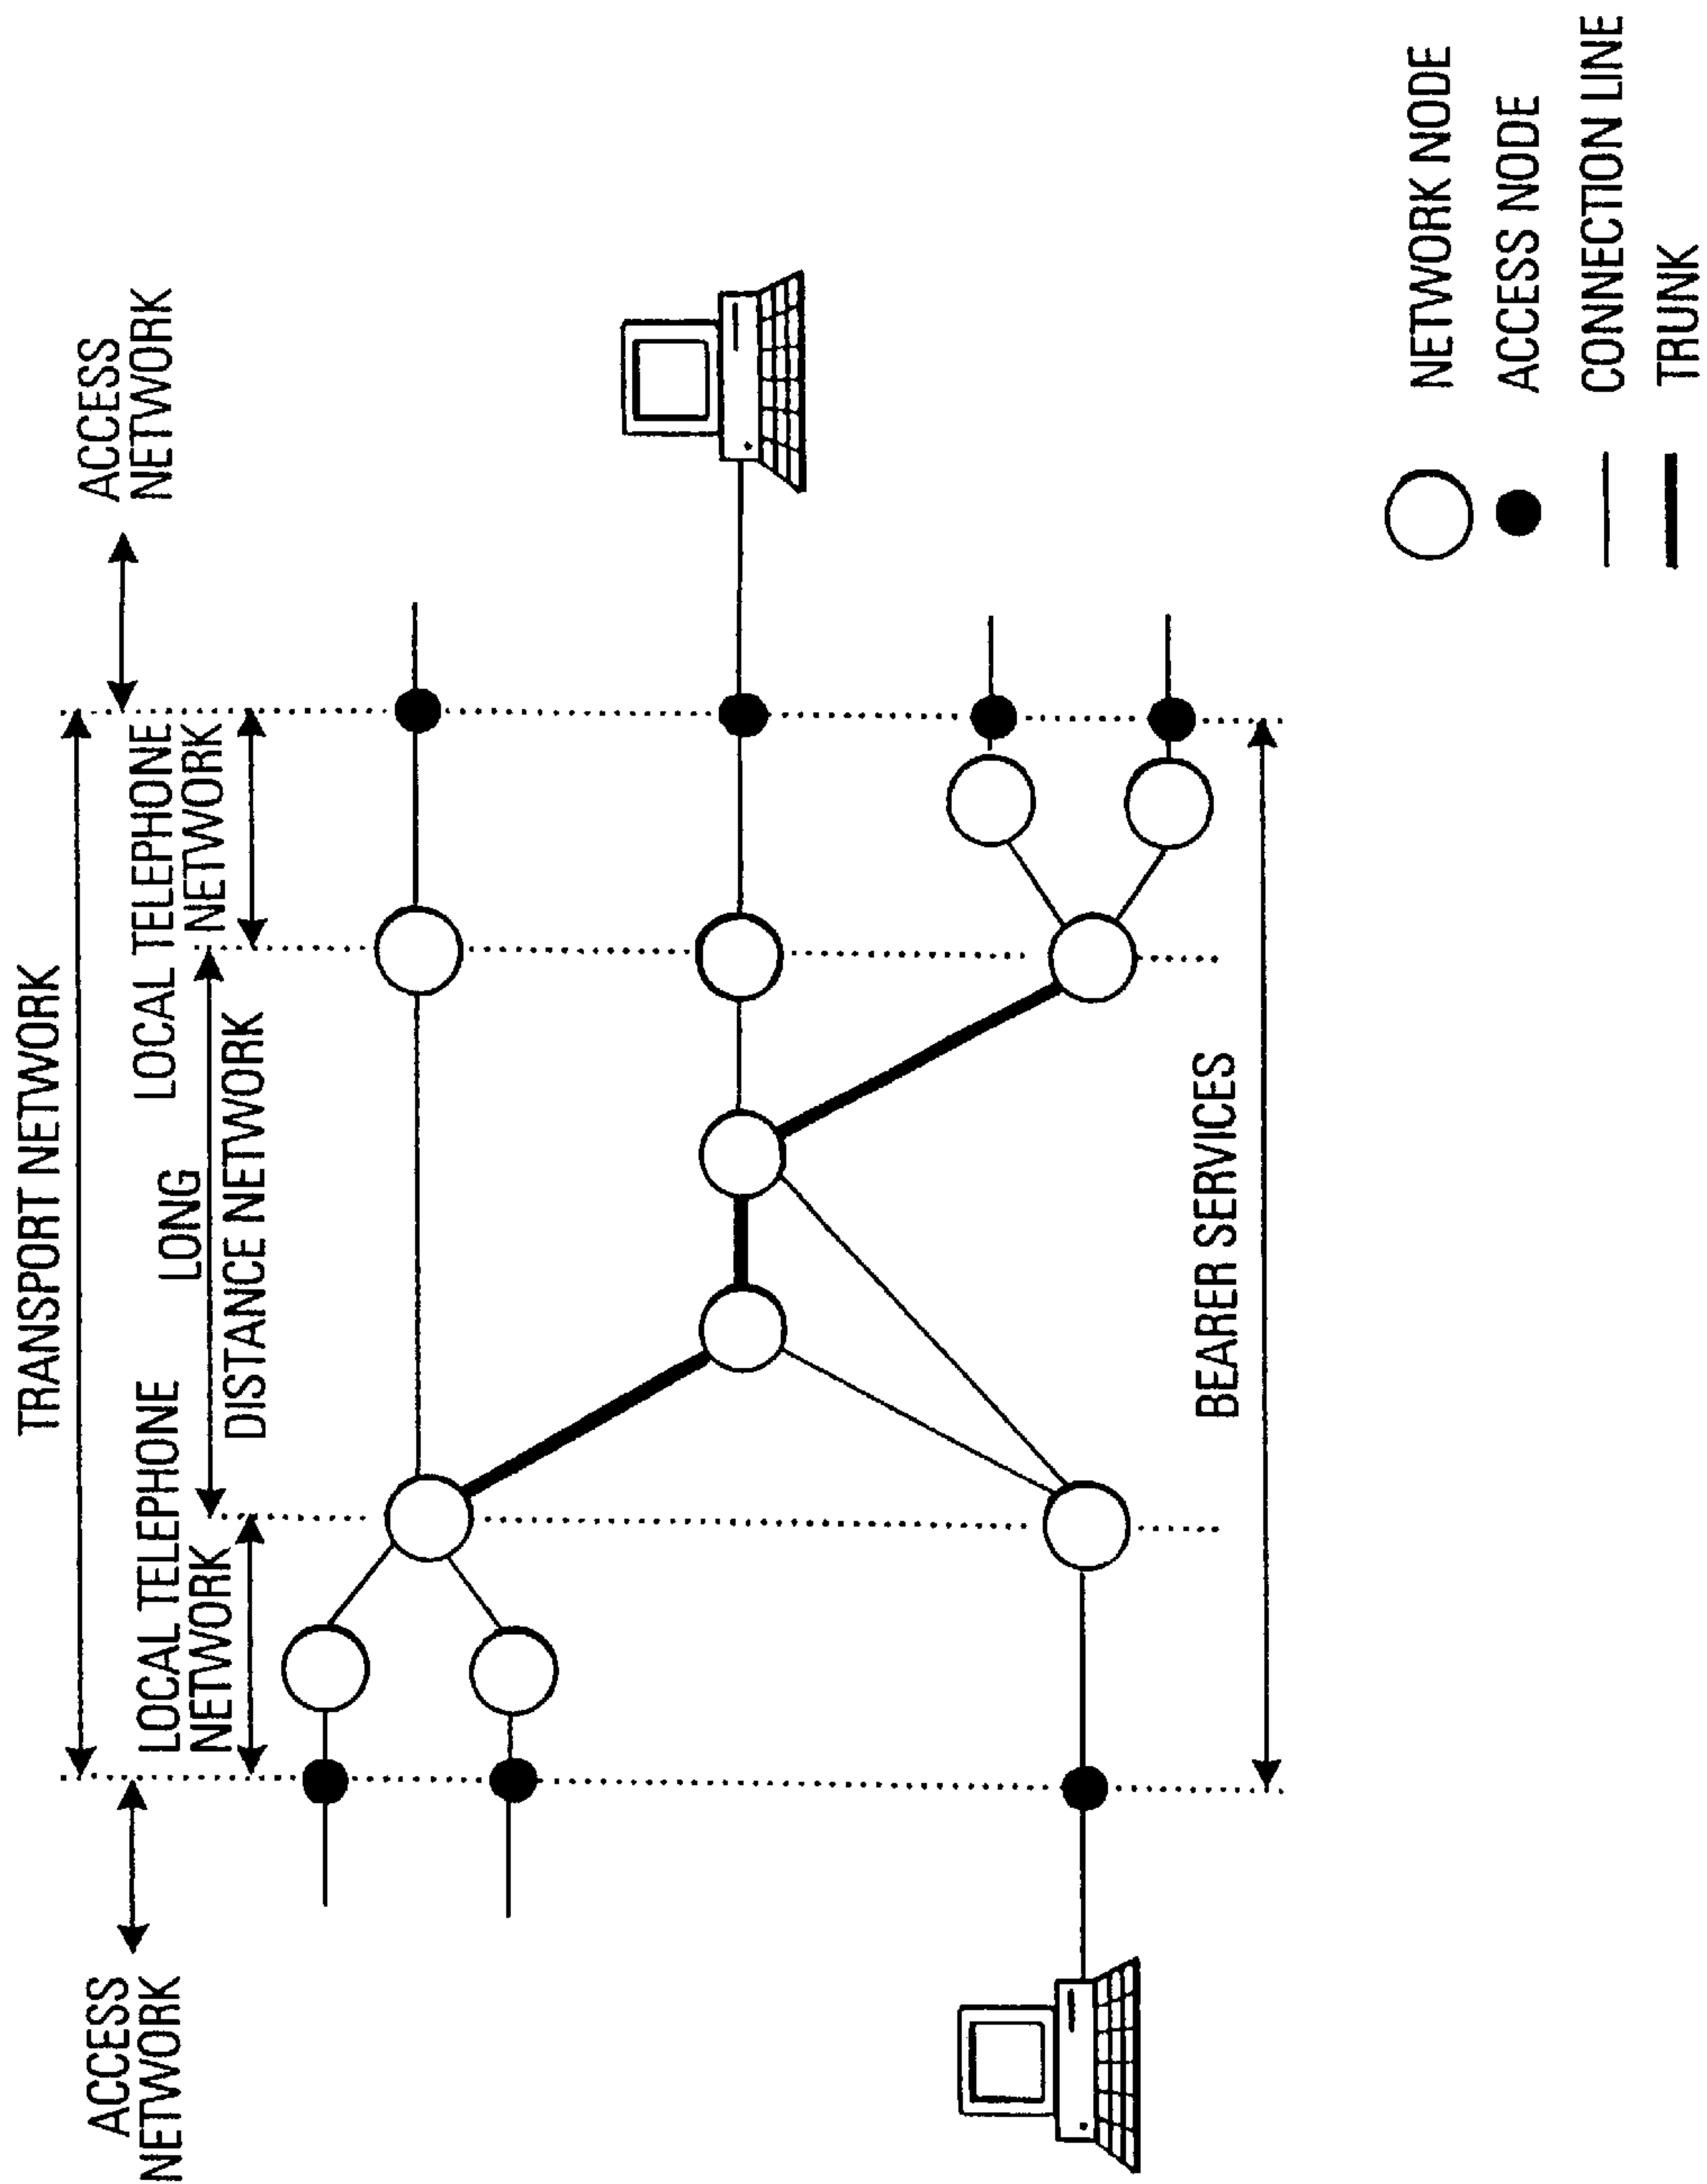 TRANSPORT NETWORK
ACCESS
NETWORK
LOCAL TELEPHONE
NETWORK
LONG
DISTANCE NETWORK
LOCAL TELEPHONE
NETWORK
ACCESS
NETWORK
BEARER SERVICES
NETWORK NODE
ACCESS NODE
CONNECTION LINE
TRUNK